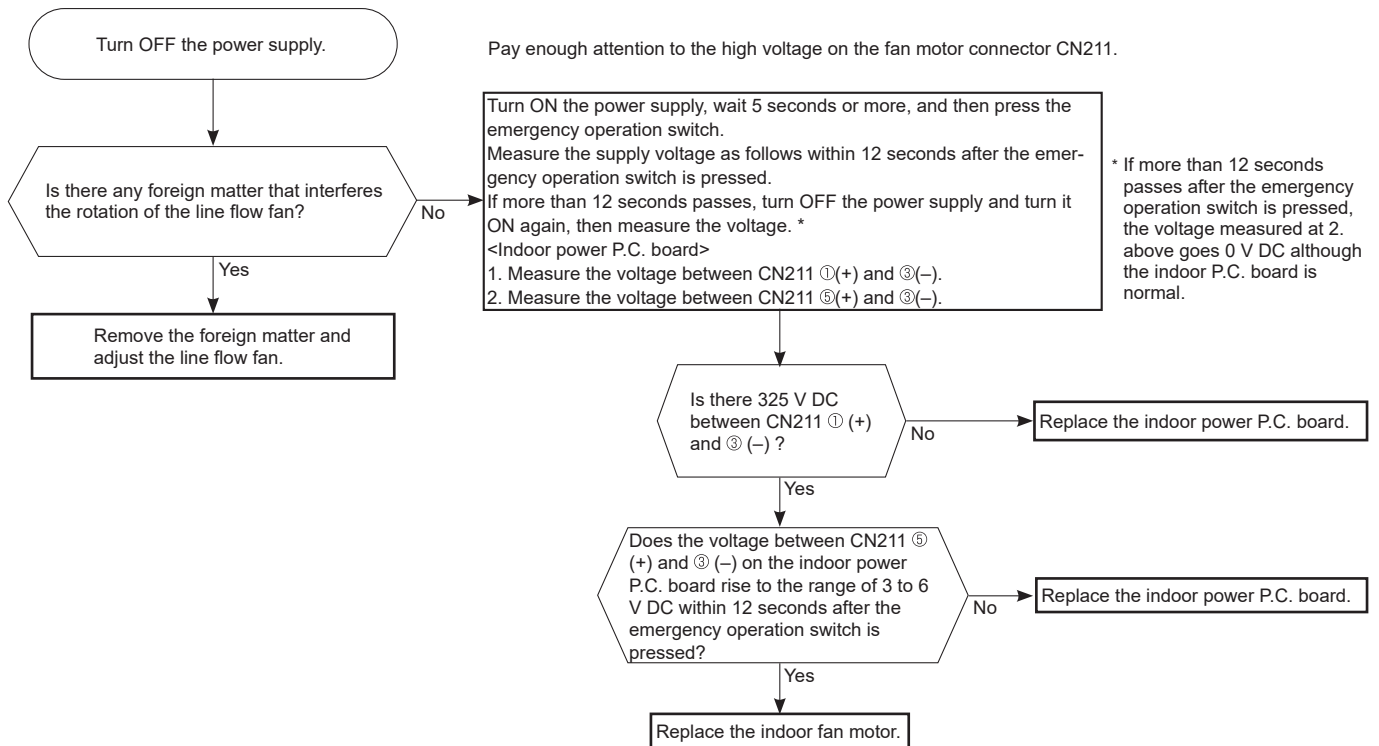 Turn OFF the power supply.
Is there any foreign matter that interferes
the rotation of the line flow fan?
No
Yes
Remove the foreign matter and
adjust the line flow fan.
Pay enough attention to the high voltage on the fan motor connector CN211.
Turn ON the power supply, wait 5 seconds or more, and then press the
emergency operation switch.
Measure the supply voltage as follows within 12 seconds after the emer-
gency operation switch is pressed.
If more than 12 seconds passes, turn OFF the power supply and turn it
ON again, then measure the voltage. *
<Indoor power P.C. board>
1. Measure the voltage between CN211 ①(+) and ③(–).
2. Measure the voltage between CN211 ⑤(+) and ③(–).
* If more than 12 seconds
passes after the emergency
operation switch is pressed,
the voltage measured at 2.
above goes 0 V DC although
the indoor P.C. board is
normal.
Is there 325 V DC
between CN211 ① (+)
and ③ (–) ?
No
Replace the indoor power P.C. board.
Yes
Does the voltage between CN211 ⑤
(+) and ③ (–) on the indoor power
P.C. board rise to the range of 3 to 6
V DC within 12 seconds after the
emergency operation switch is
pressed?
No
Replace the indoor power P.C. board.
Yes
Replace the indoor fan motor.